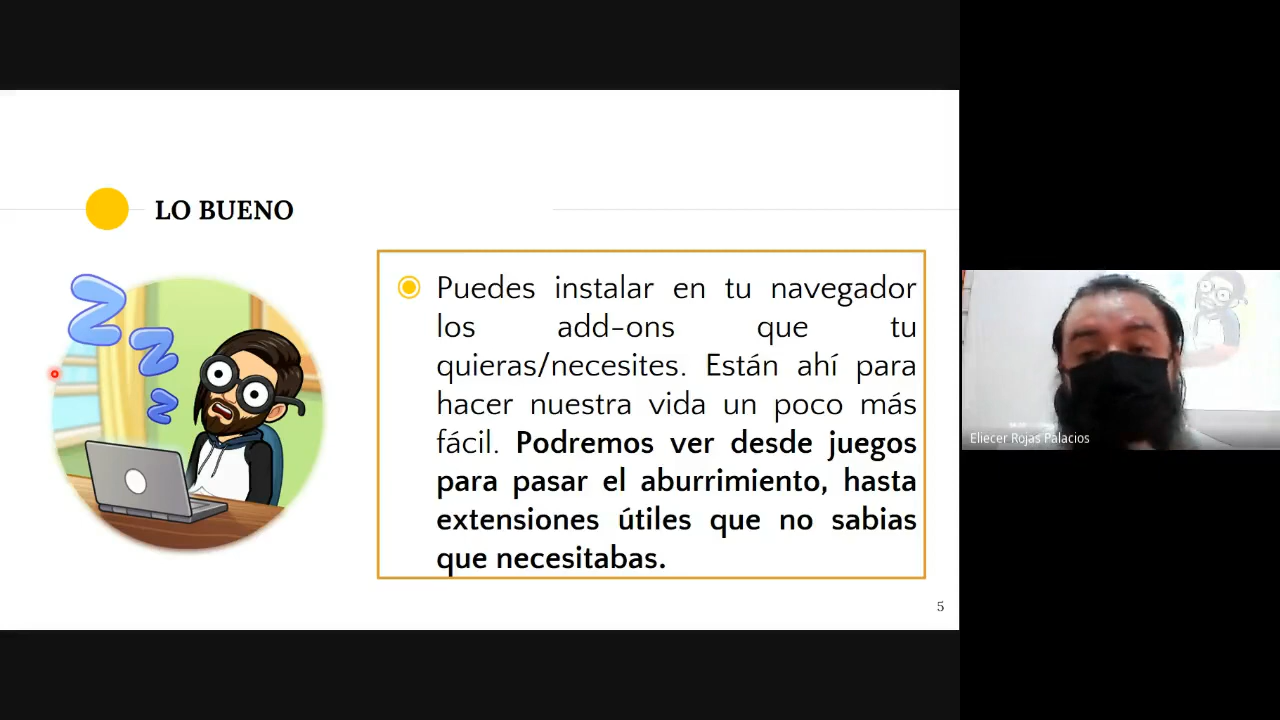 LO BUENO
Z
Z
Z
Puedes instalar en tu navegador
los add-ons que tu
quieras/necesites. Están ahí para
hacer nuestra vida un poco más
fácil. Podremos ver desde juegos
para pasar el aburrimiento, hasta
extensiones útiles que no sabias
que necesitabas.
5
Eliecer Rojas Palacios